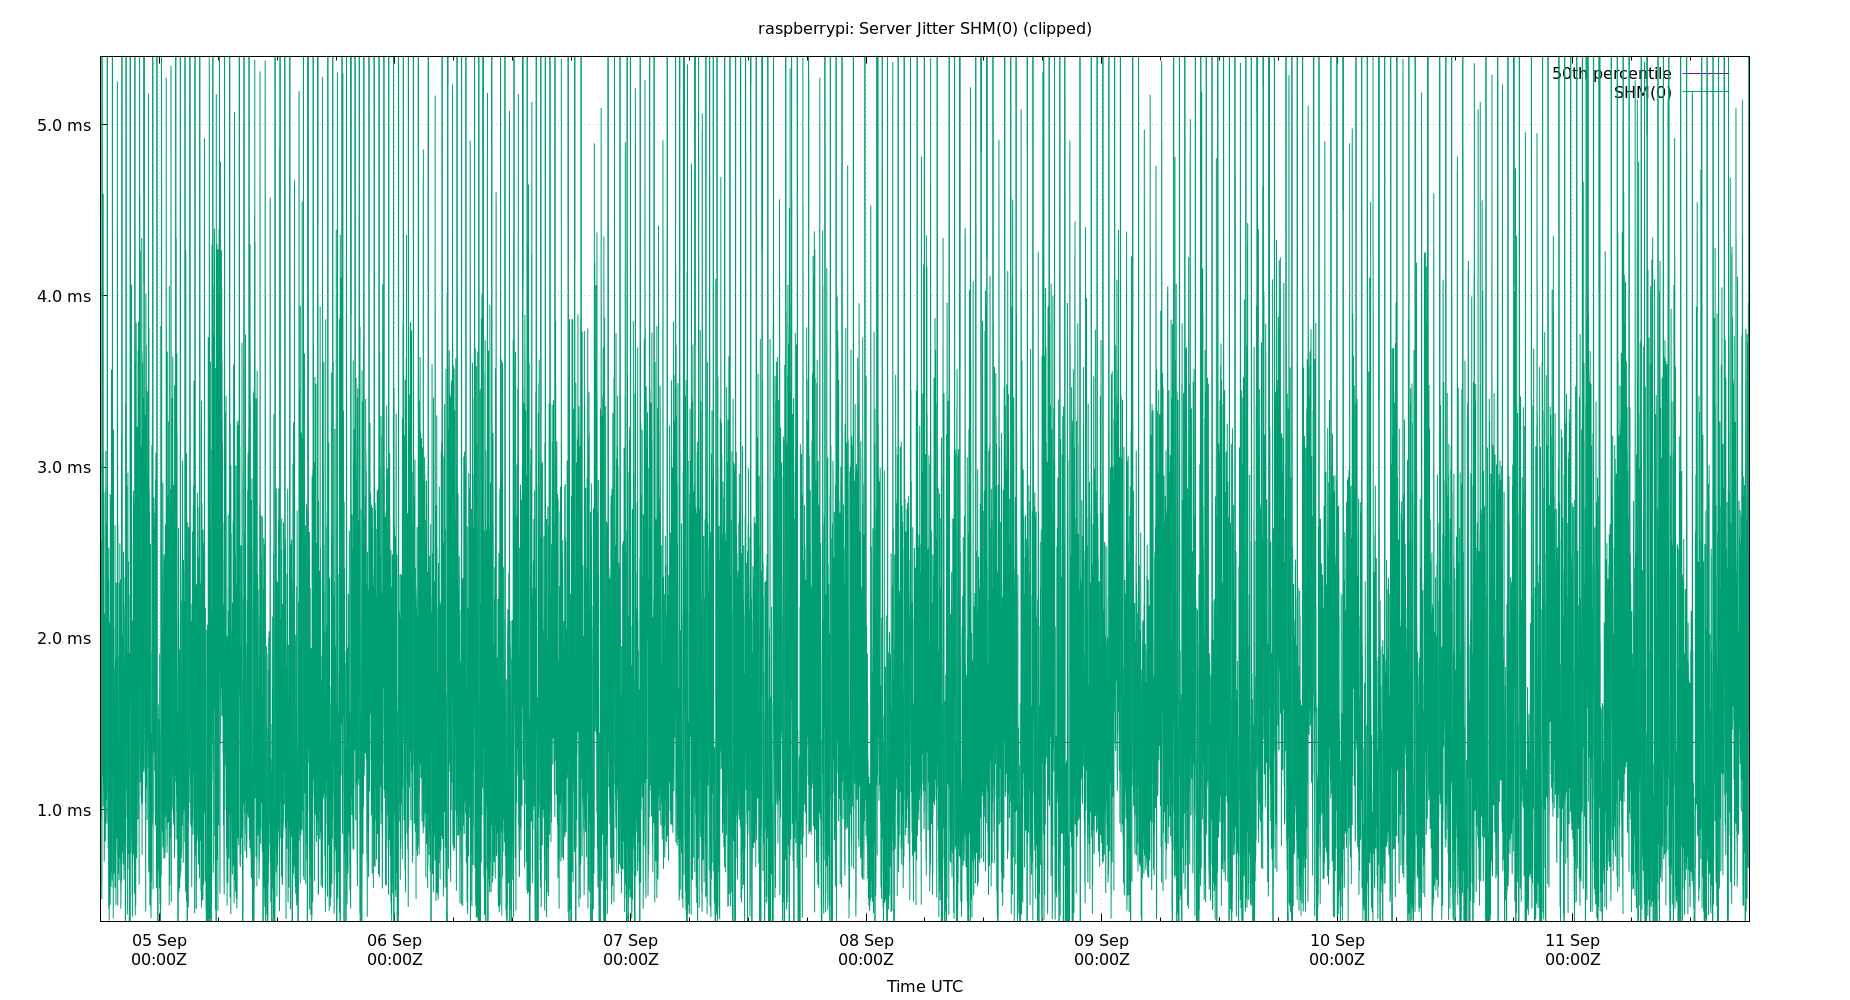 raspberrypi: Server Jitter SHM(0) (clipped)
50th percentile
SHM(0)
5.0 ms
4.0 ms
3.0 ms
2.0 ms
1.0 ms
05 Sep 06 Sep 07 Sep 08 Sep 09 Sep 10 Sep 11 Sep
00:00Z 00:00Z 00:00Z 00:00Z 00:00Z 00:00Z 00:00Z
Time UTC